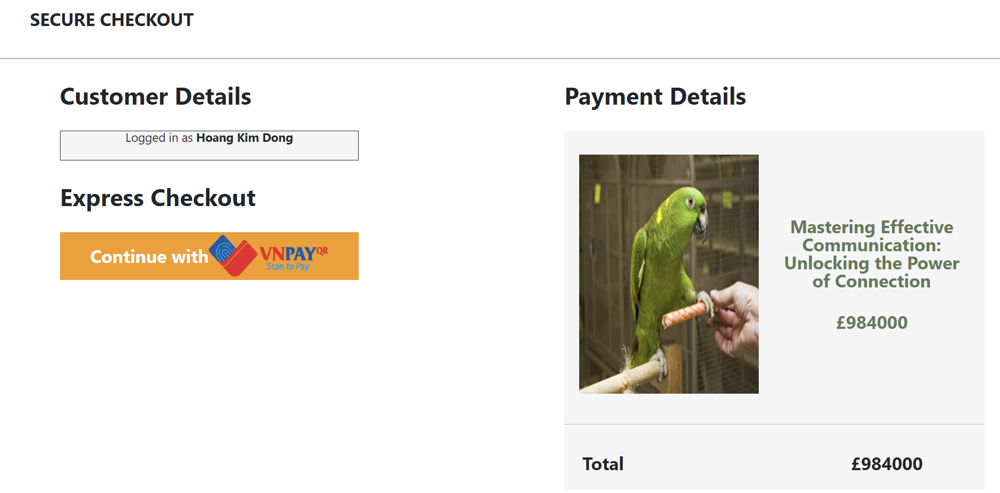 SECURE CHECKOUT
Customer Details
Logged in as Hoang Kim Dong
Express Checkout
Continue with VNPAYQR
Scan to Pay
Payment Details
Mastering Effective
Communication:
Unlocking the Power
of Connection
£984000
Total £984000